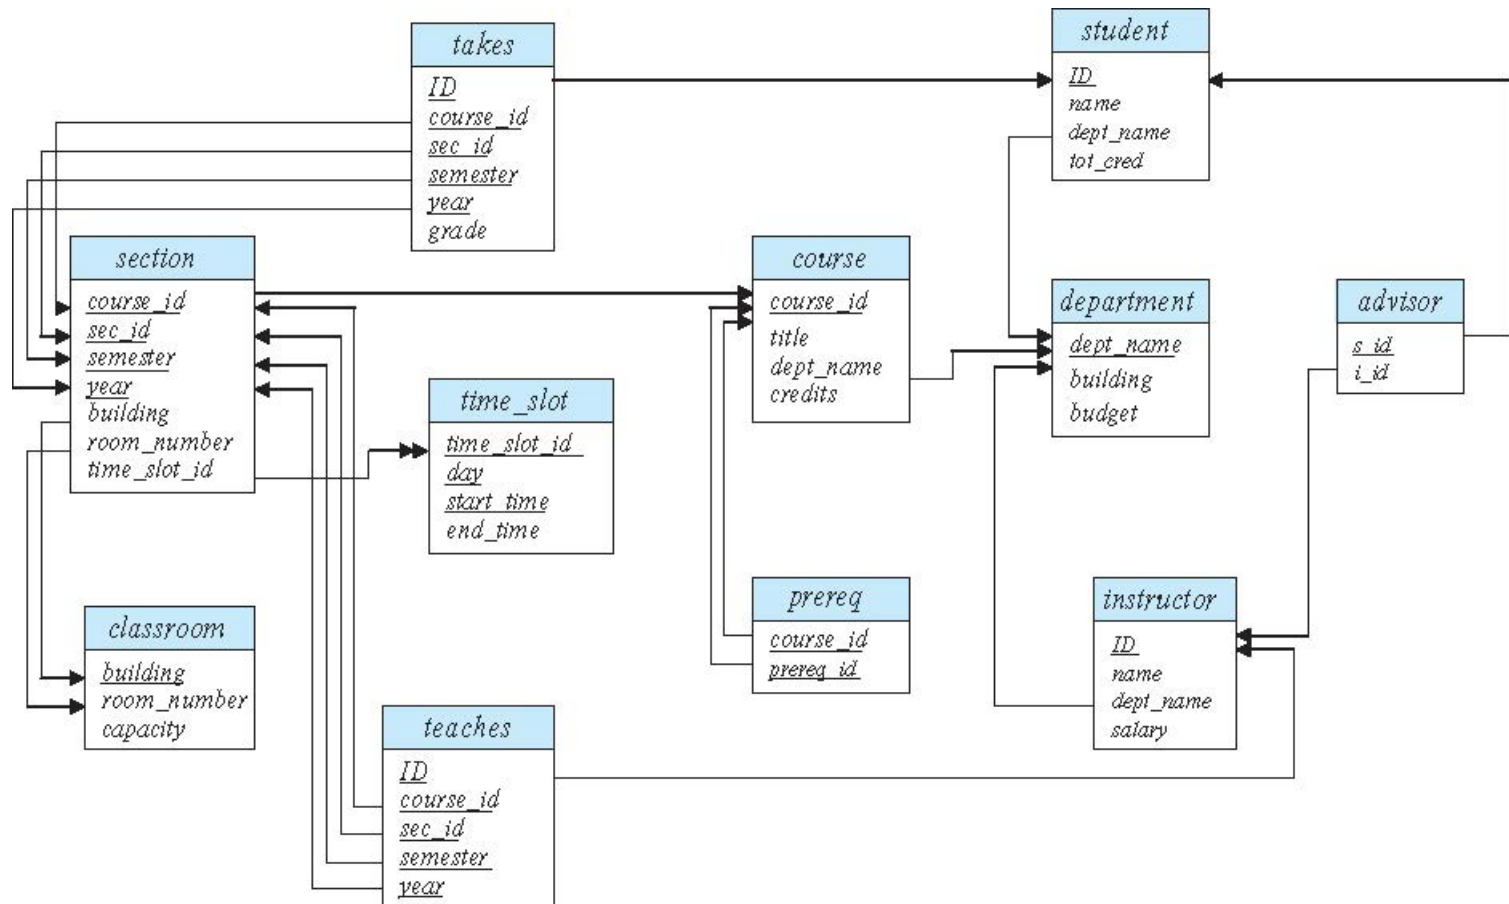 takes
ID
course_id
sec_id
semester
year
grade
student
ID
name
dept_name
tot_cred
section
course_id
sec_id
semester
year
building
room_number
time_slot_id
course
course_id
title
dept_name
credits
department
dept_name
building
budget
advisor
s_id
i_id
time_slot
time_slot_id
day
start_time
end_time
classroom
building
room_number
capacity
prereq
course_id
prereq_id
instructor
ID
name
dept_name
salary
teaches
ID
course_id
sec_id
semester
year